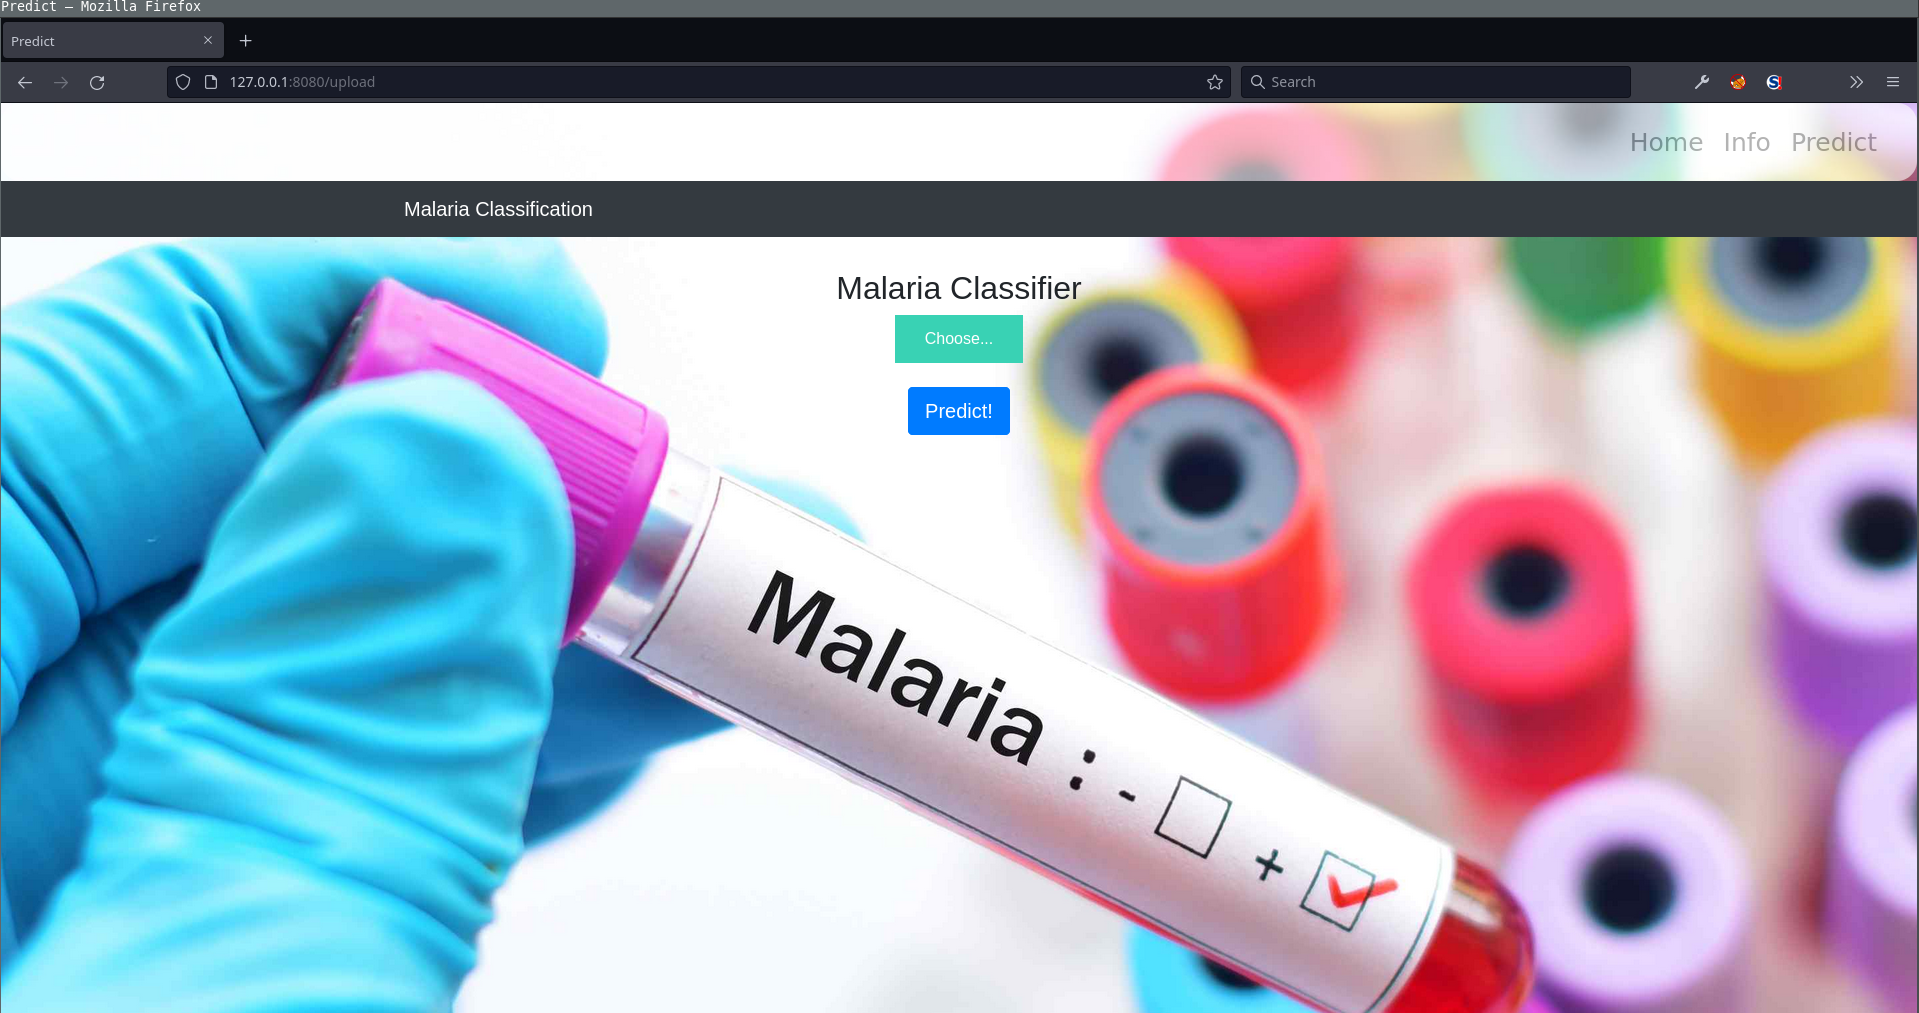 Predict — Mozilla Firefox
Predict
127.0.0.1:8080/upload
Search
Home Info Predict
Malaria Classification
Malaria Classifier
Choose...
Predict!
Malaria : - +